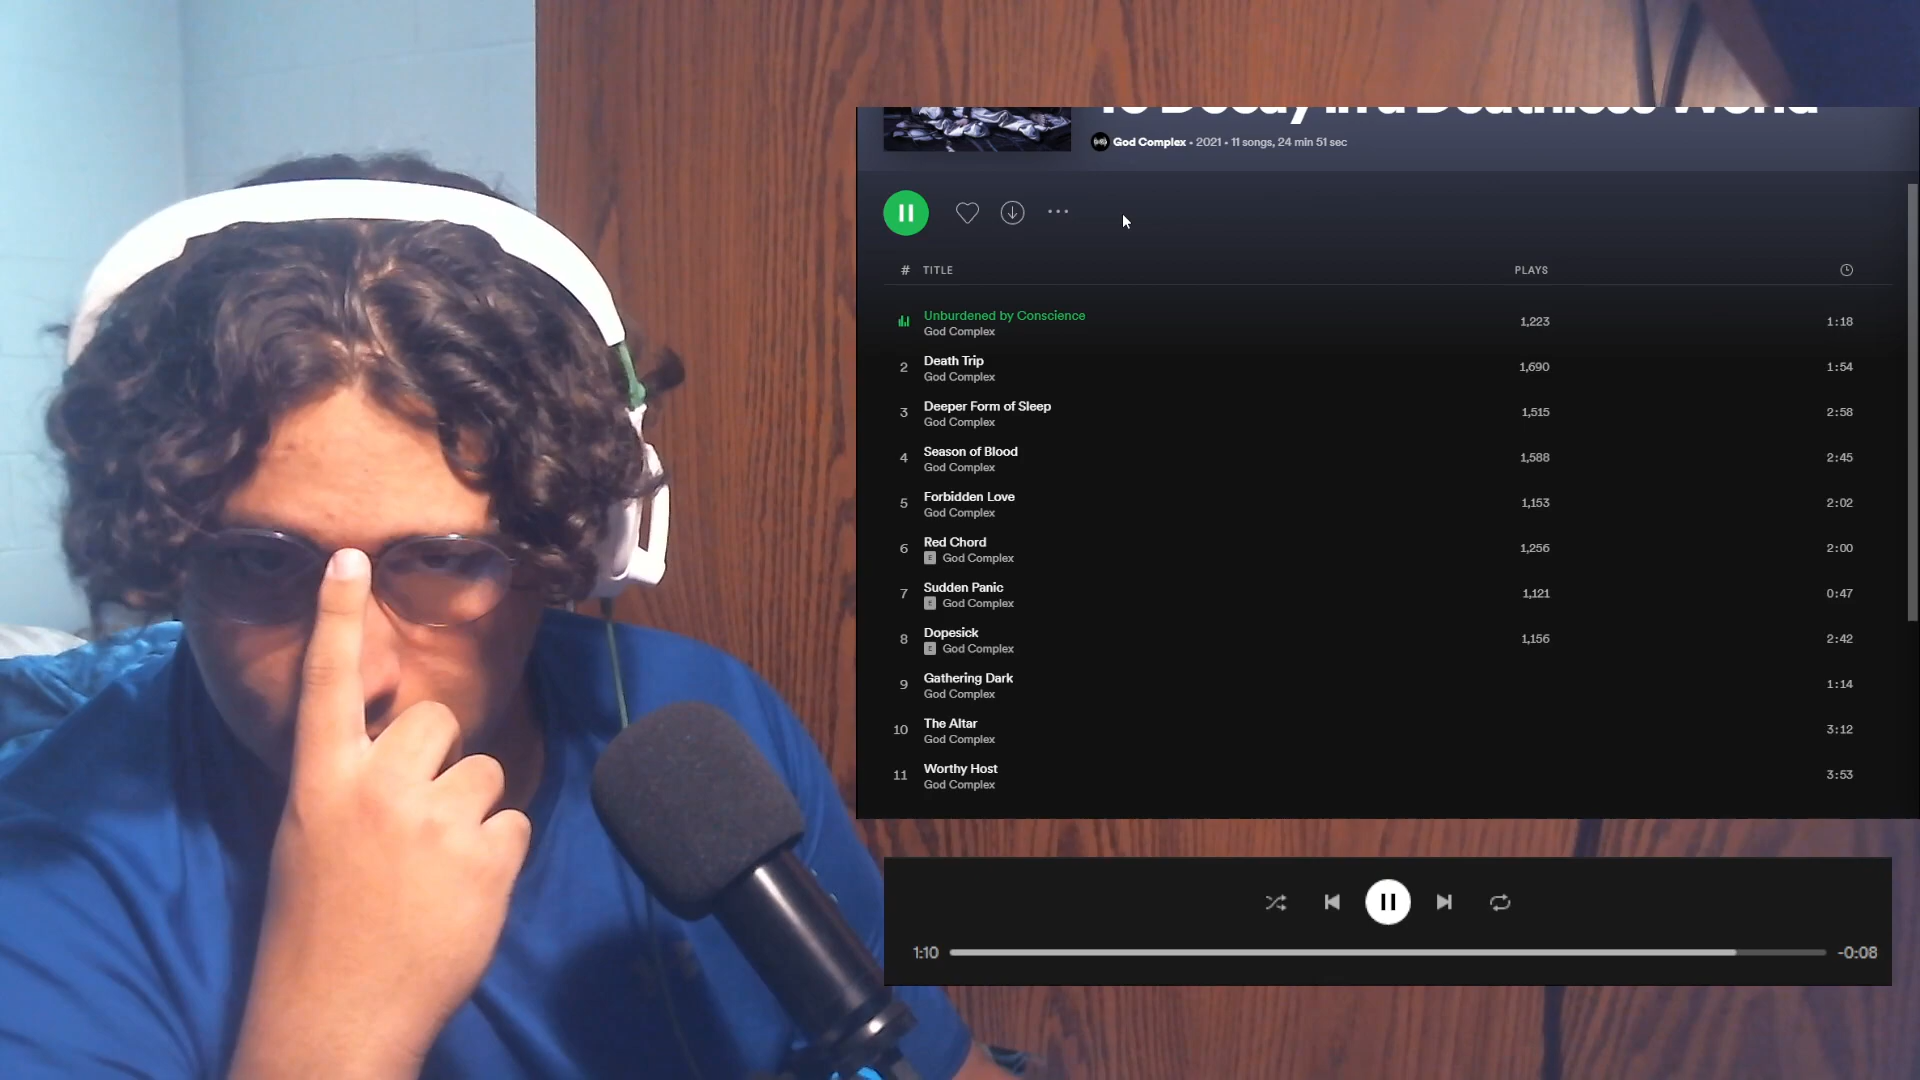 To Decay in a Deathless World
God Complex • 2021 • 11 songs, 24 min 51 sec
# TITLE PLAYS
Unburdened by Conscience 1,223 1:18
God Complex
2 Death Trip 1,690 1:54
God Complex
3 Deeper Form of Sleep 1,515 2:58
God Complex
4 Season of Blood 1,588 2:45
God Complex
5 Forbidden Love 1,153 2:02
God Complex
6 Red Chord 1,256 2:00
E God Complex
7 Sudden Panic 1,121 0:47
E God Complex
8 Dopesick 1,156 2:42
E God Complex
9 Gathering Dark 1:14
God Complex
10 The Altar 3:12
God Complex
11 Worthy Host 3:53
God Complex
1:10 -0:08